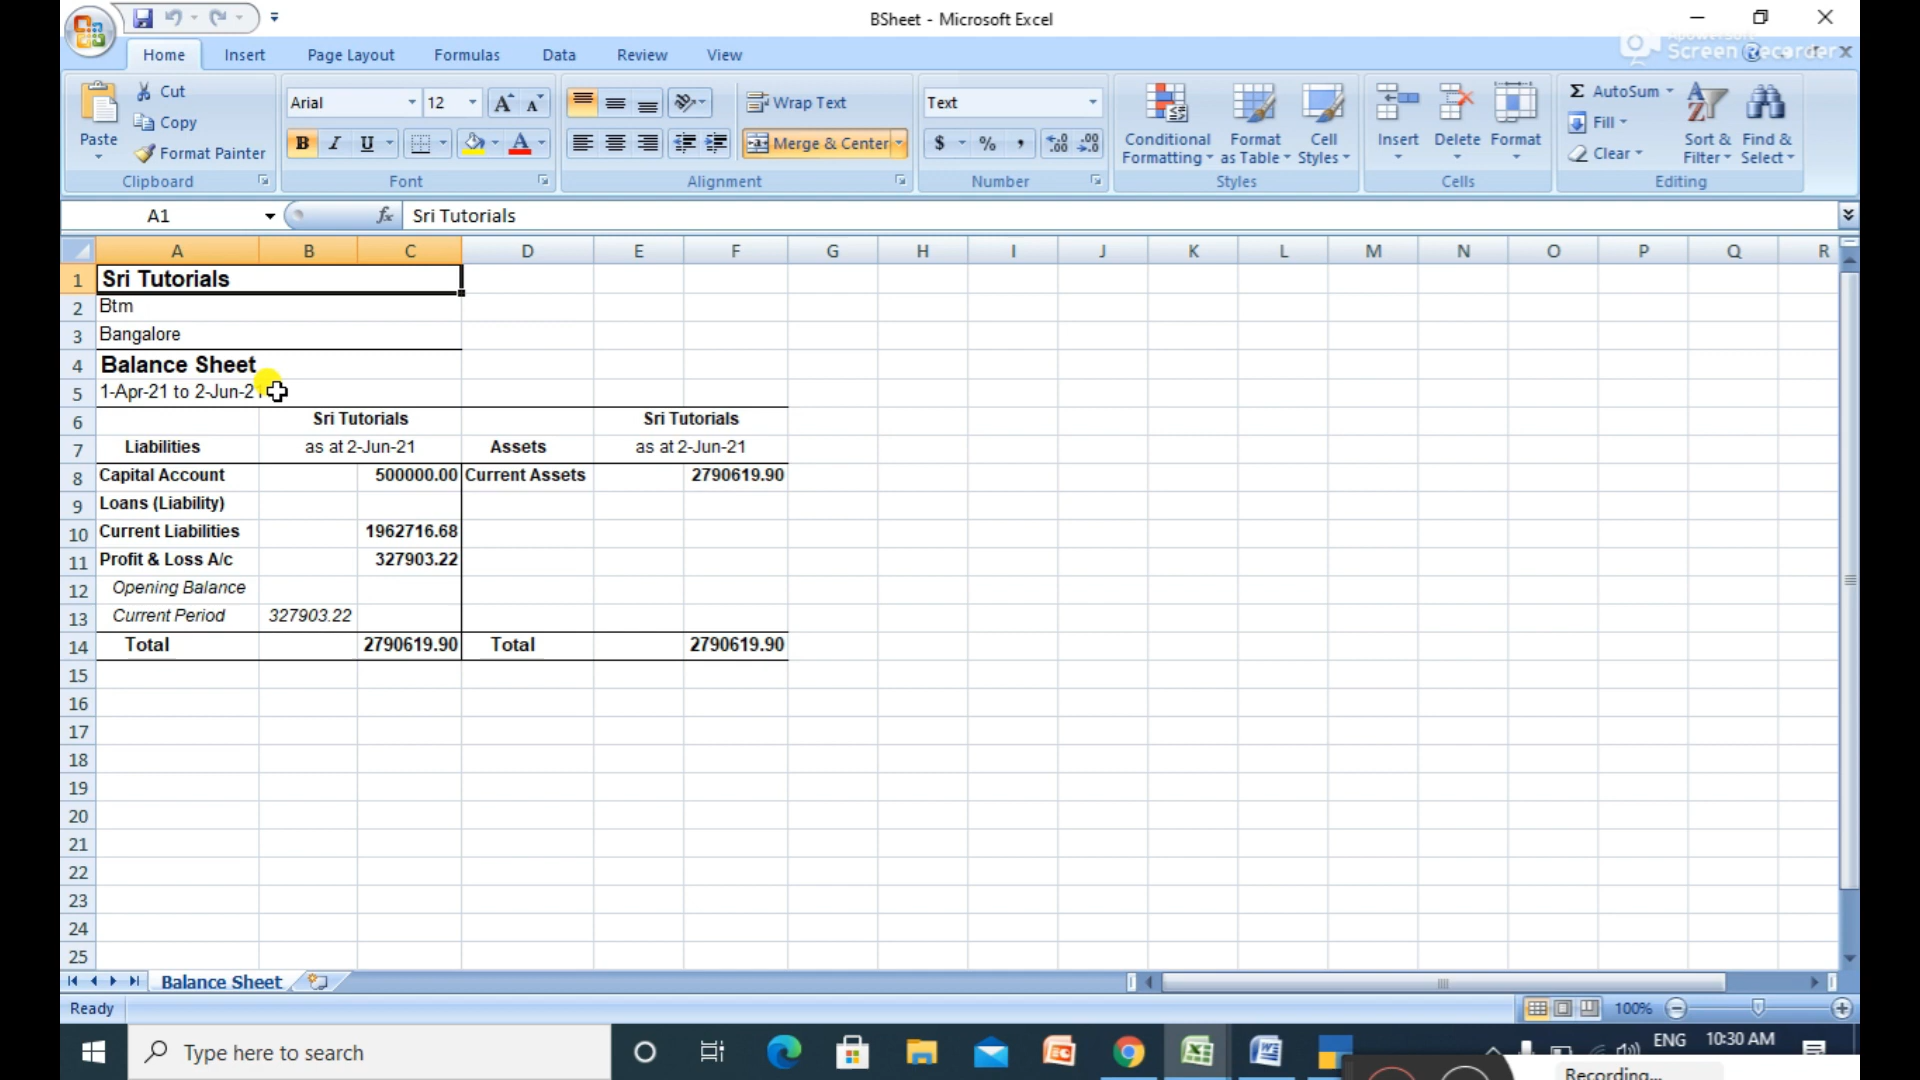 BSheet - Microsoft Excel
Screen Recorder
Home Insert Page Layout Formulas Data Review View
Cut
Copy
Format Painter
Paste
Clipboard
Arial 12
B I U
Font
Wrap Text
Merge & Center
Alignment
Text
$ % ,
Number
Conditional Formatting
Format as Table
Cell Styles
Styles
Insert Delete Format
Cells
Σ AutoSum
Fill
Clear
Sort & Filter
Find & Select
Editing
A1 fx Sri Tutorials
A B C D E F G H I J K L M N O P Q R
1 Sri Tutorials
2 Btm
3 Bangalore
4 Balance Sheet
5 1-Apr-21 to 2-Jun-21
6 Sri Tutorials Sri Tutorials
7 Liabilities as at 2-Jun-21 Assets as at 2-Jun-21
8 Capital Account 500000.00 Current Assets 2790619.90
9 Loans (Liability)
10 Current Liabilities 1962716.68
11 Profit & Loss A/c 327903.22
12 Opening Balance
13 Current Period 327903.22
14 Total 2790619.90 Total 2790619.90
15
16
17
18
19
20
21
22
23
24
25
Balance Sheet
Ready 100%
Type here to search ENG 10:30 AM
Recording...